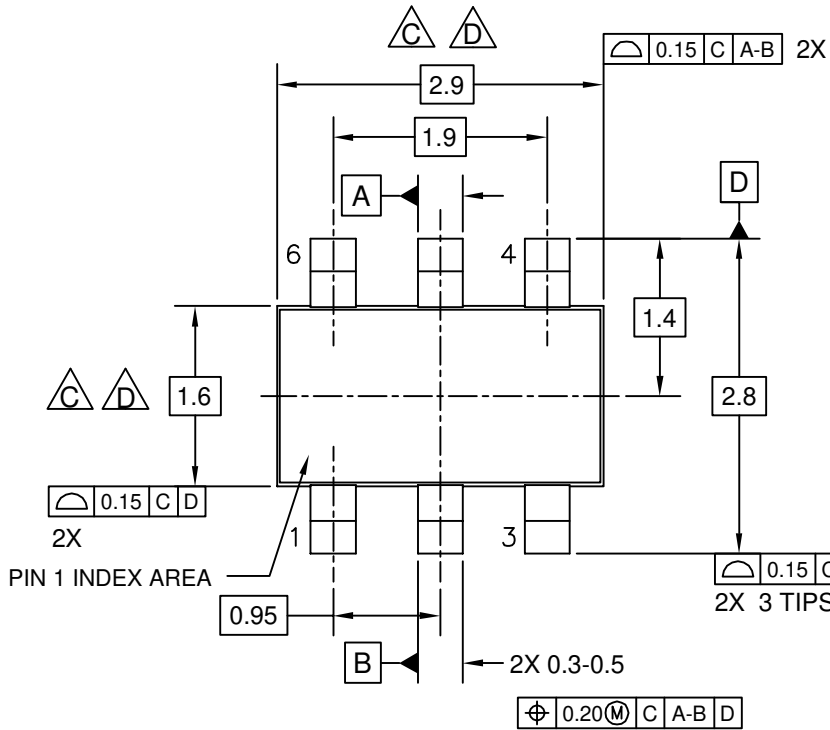 C D
⌓ 0.15 C A-B 2X
2.9
1.9
A
D
6
4
1.4
C D
1.6
2.8
⌓ 0.15 C D
2X
1
3
PIN 1 INDEX AREA
⌓ 0.15 C
2X 3 TIPS
0.95
B
2X 0.3-0.5
⌖ 0.20Ⓜ C A-B D